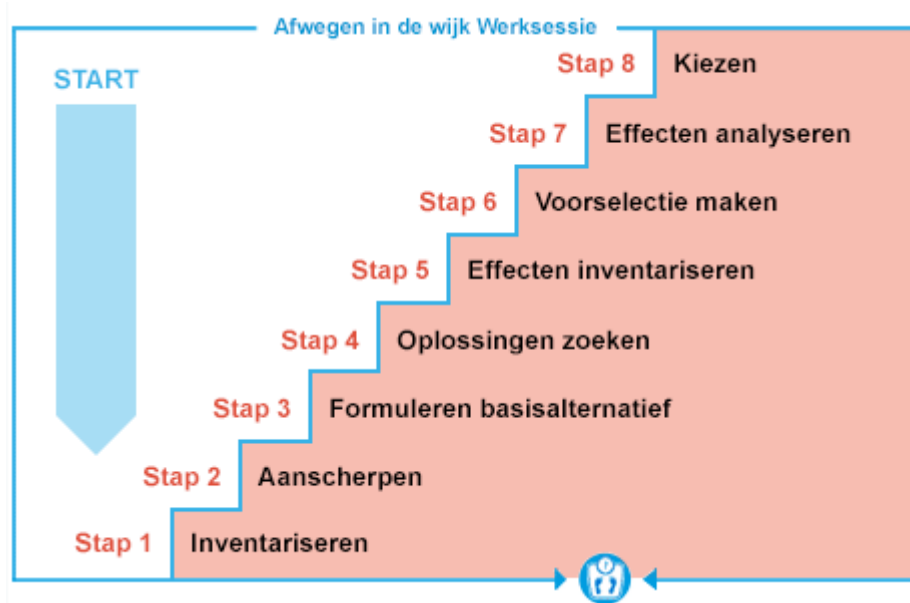 Afwegen in de wijk Werksessie
START
Stap 8 Kiezen
Stap 7 Effecten analyseren
Stap 6 Voorselectie maken
Stap 5 Effecten inventariseren
Stap 4 Oplossingen zoeken
Stap 3 Formuleren basisalternatief
Stap 2 Aanscherpen
Stap 1 Inventariseren